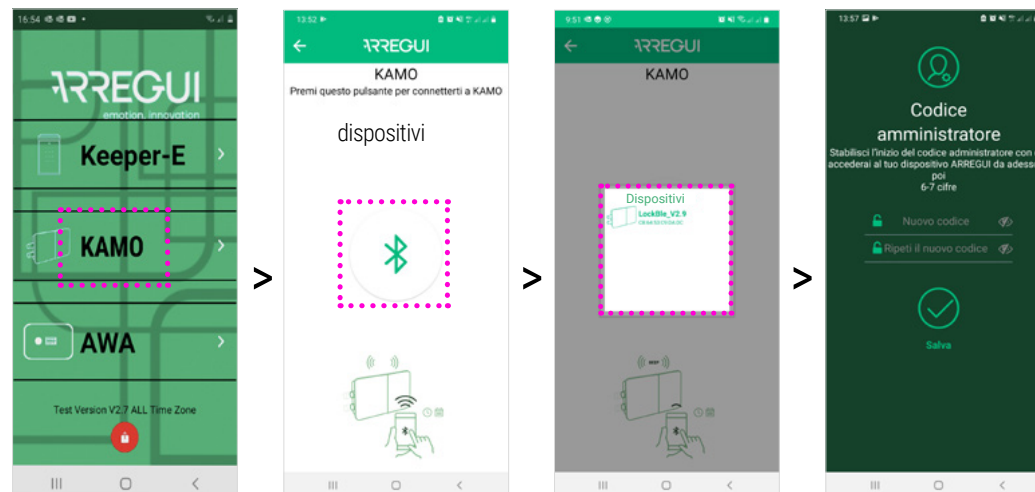 16:54
ARREGUI
emotion. innovation
Keeper-E
KAMO
AWA
Test Version V2.7 ALL Time Zone
>
13:52
ARREGUI
KAMO
Premi questo pulsante per connetterti a KAMO
dispositivi
>
9:51
ARREGUI
KAMO
Dispositivi
LockBle_V2.9
>
13:57
Codice
amministratore
Stabilisci l'inizio del codice administratore con
accederai al tuo dispositivo ARREGUI da adess
poi
6-7 cifre
Nuovo codice
Ripeti il nuovo codice
Salva